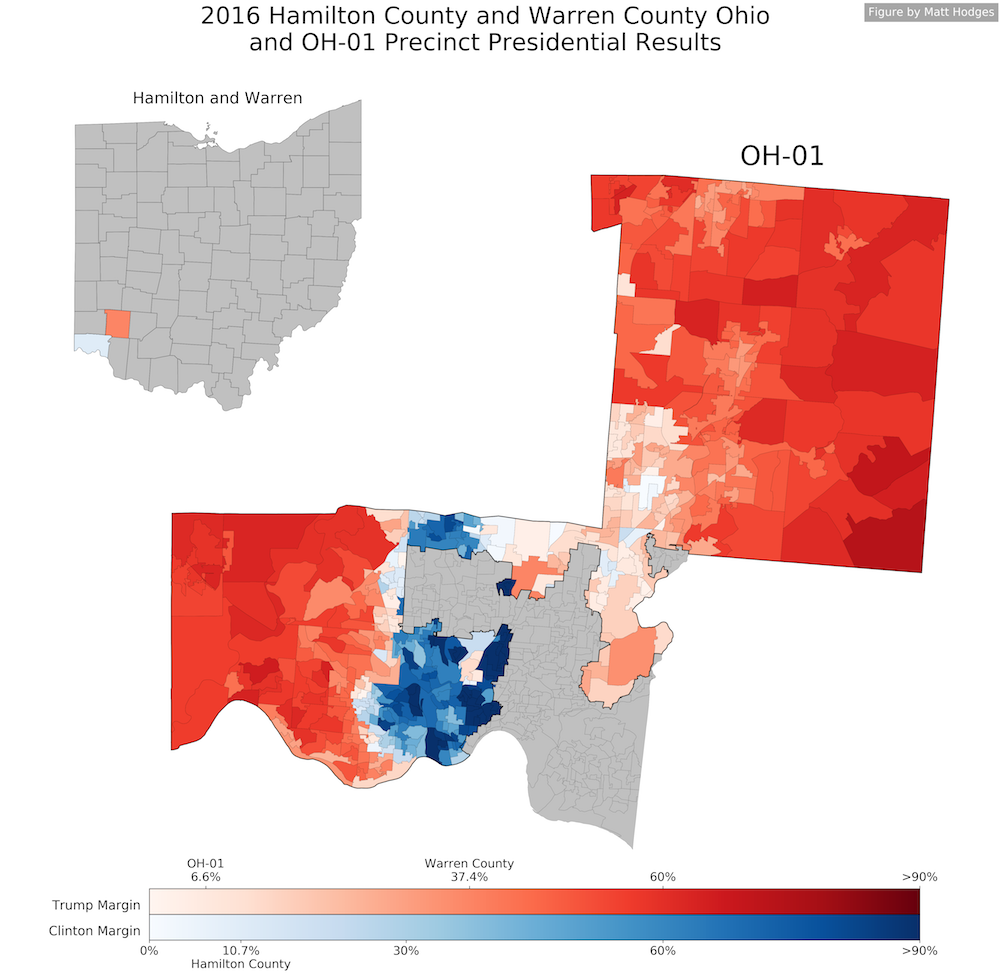 2016 Hamilton County and Warren County Ohio
and OH-01 Precinct Presidential Results
Figure by Matt Hodges
Hamilton and Warren
OH-01
OH-01
6.6%
Warren County
37.4%
60%
>90%
Trump Margin
Clinton Margin
0%
10.7%
Hamilton County
30%
60%
>90%